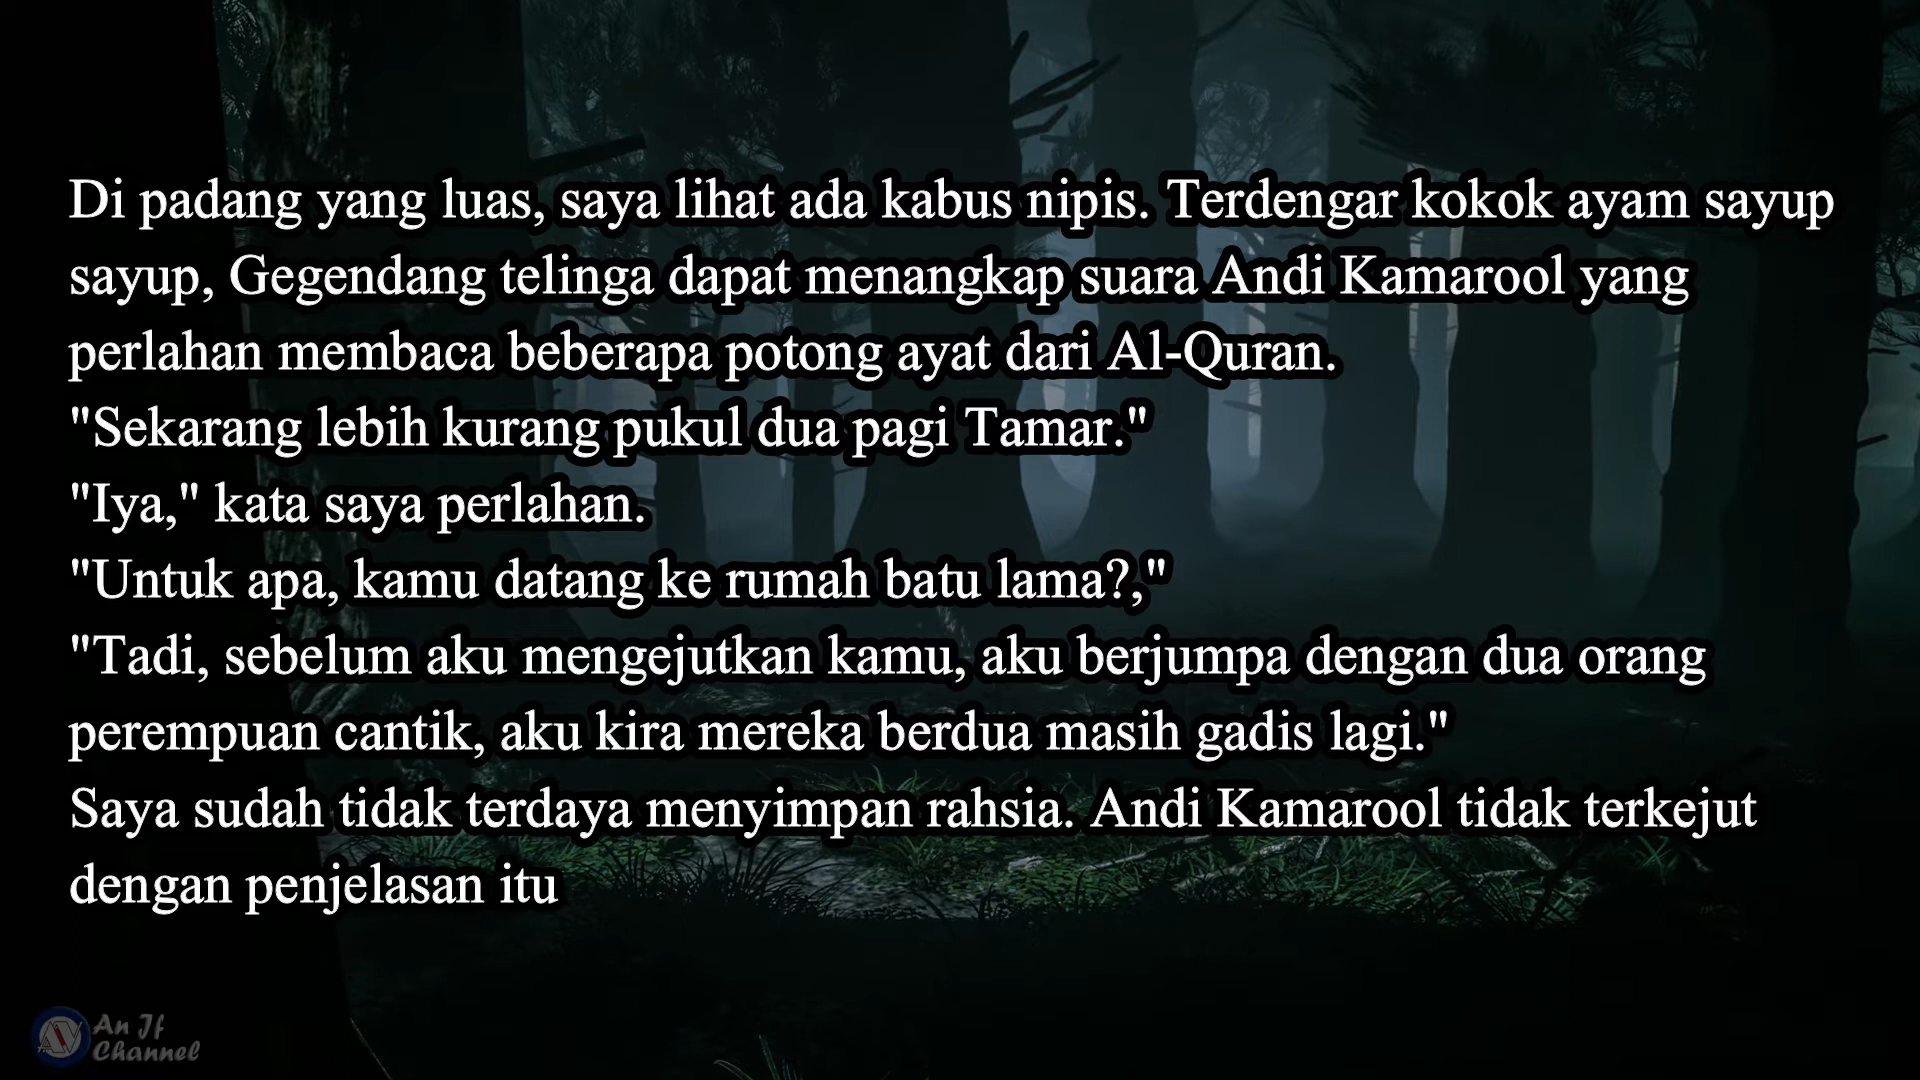 Di padang yang luas, saya lihat ada kabus nipis. Terdengar kokok ayam sayup
sayup, Gegendang telinga dapat menangkap suara Andi Kamarool yang
perlahan membaca beberapa potong ayat dari Al-Quran.
"Sekarang lebih kurang pukul dua pagi Tamar."
"Iya," kata saya perlahan.
"Untuk apa, kamu datang ke rumah batu lama?,"
"Tadi, sebelum aku mengejutkan kamu, aku berjumpa dengan dua orang
perempuan cantik, aku kira mereka berdua masih gadis lagi."
Saya sudah tidak terdaya menyimpan rahsia. Andi Kamarool tidak terkejut
dengan penjelasan itu
An If
Channel